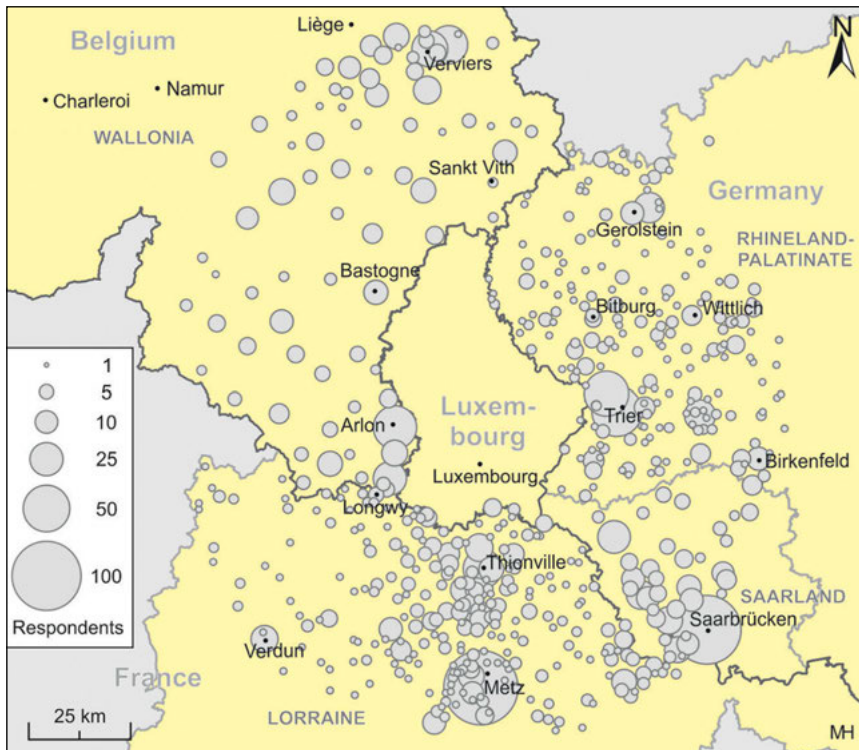 Liège
N
Belgium
Verviers
Namur
Charleroi
WALLONIA
Sankt Vith
Germany
Gerolstein
RHINELAND-
PALATINATE
Bastogne
Bitburg
Wittlich
1
5
10
25
50
100
Respondents
Luxem-
bourg
Trier
Arlon
Luxembourg
Birkenfeld
Longwy
Thionville
SAARLAND
Saarbrücken
Verdun
France
Metz
LORRAINE
25 km
MH